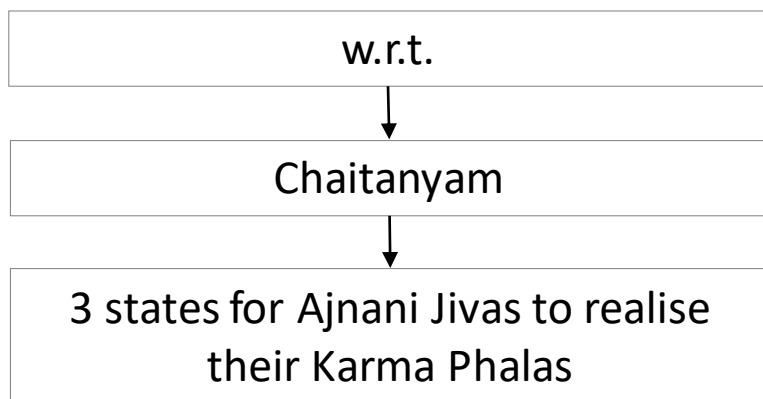 w.r.t.
Chaitanyam
3 states for Ajnani Jivas to realise
their Karma Phalas